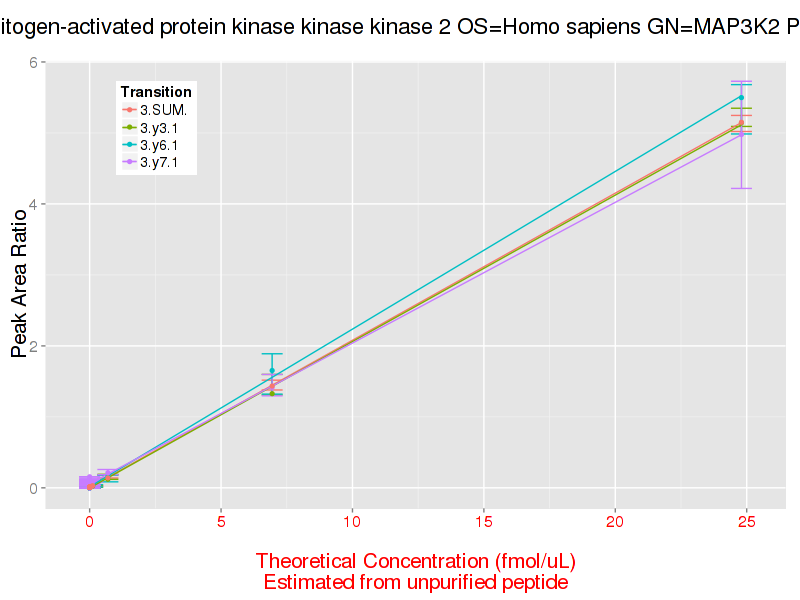 itogen-activated protein kinase kinase kinase 2 OS=Homo sapiens GN=MAP3K2 P
Transition
3.SUM.
3.y3.1
3.y6.1
3.y7.1
Peak Area Ratio
6
4
2
0
0 5 10 15 20 25
Theoretical Concentration (fmol/uL)
Estimated from unpurified peptide